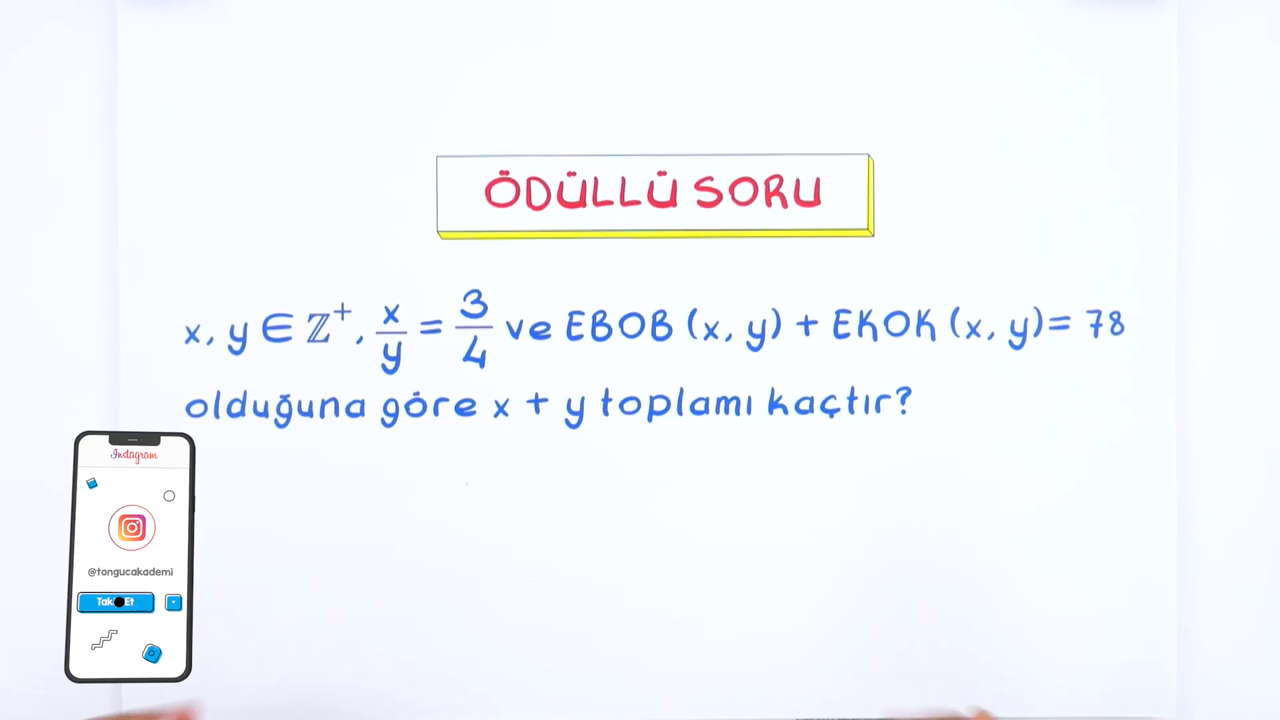 ÖDÜLLÜ SORU
x, y ∈ ℤ⁺, x/y = 3/4 ve EBOB (x, y) + EKOK (x, y) = 78
olduğuna göre x + y toplamı kaçtır?
Instagram
@tongucakademi